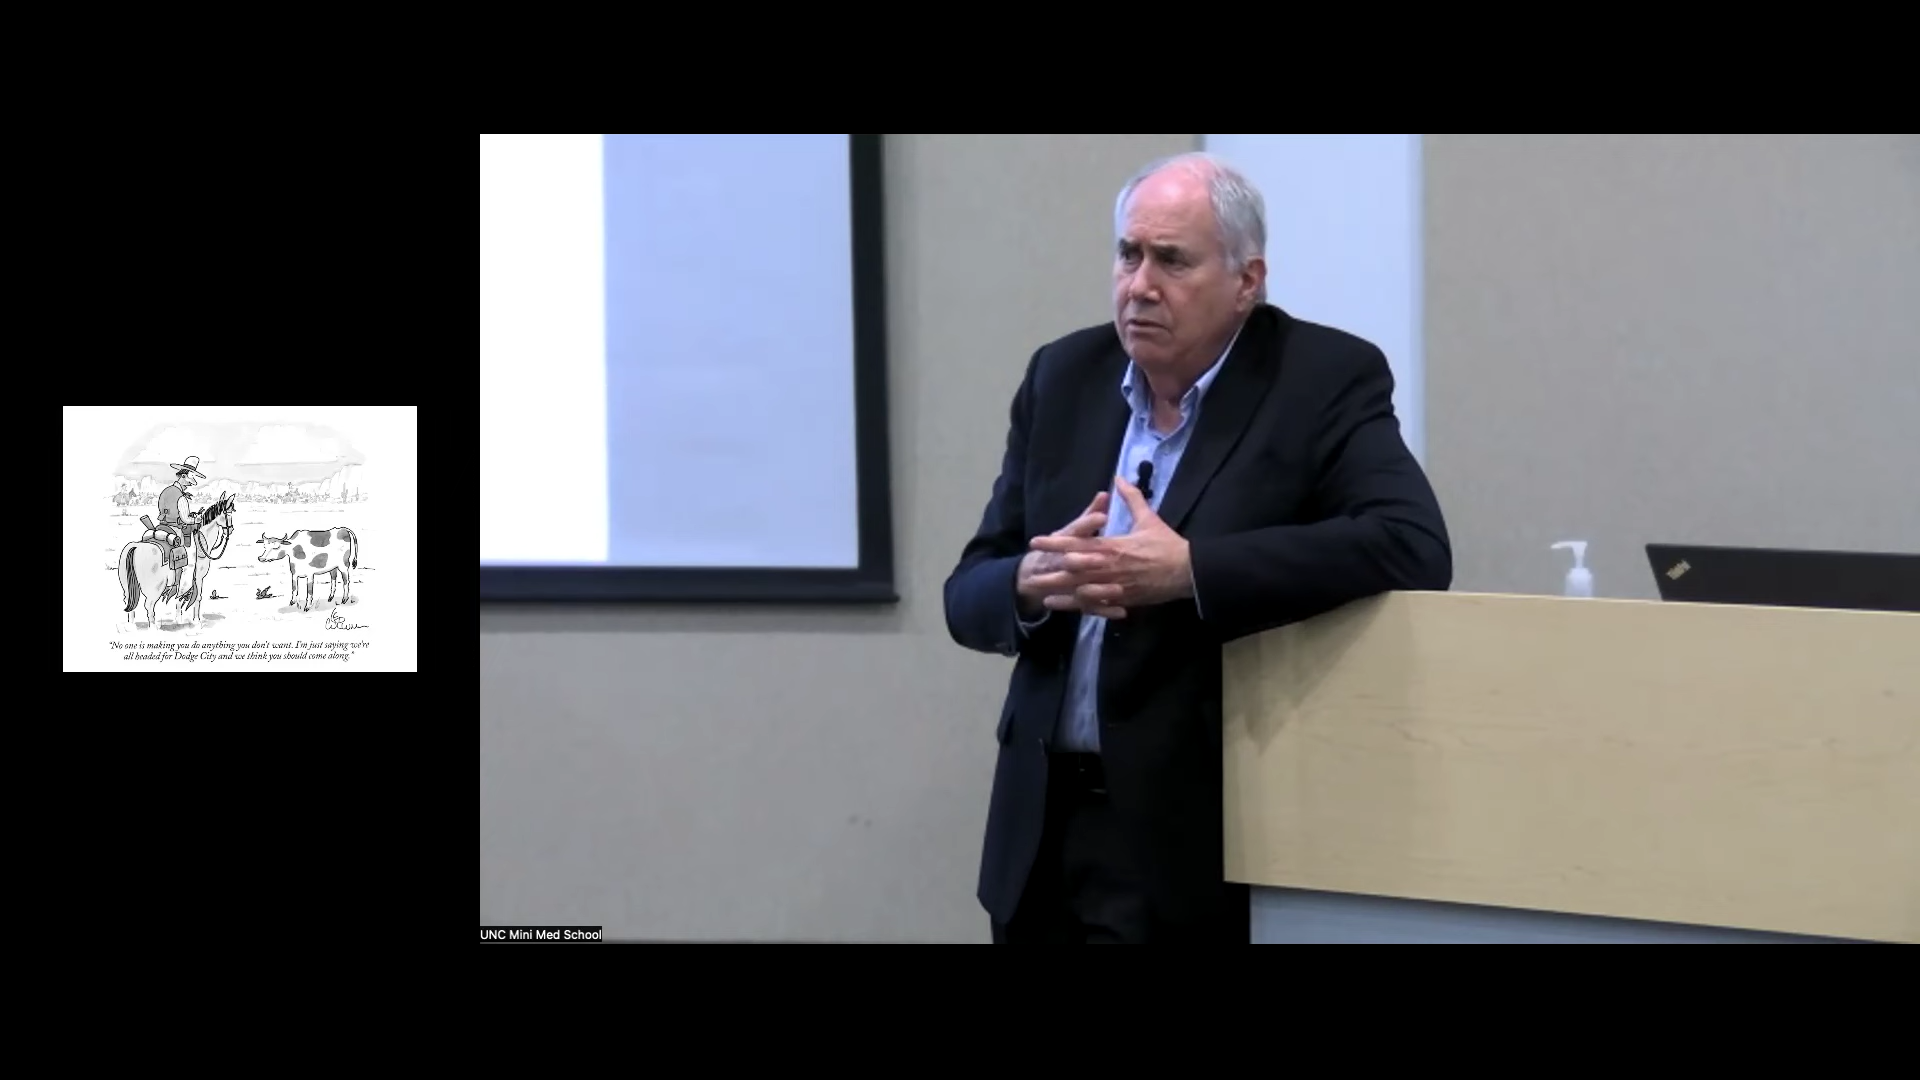 "No one is making you do anything you don't want. I'm just saying we're
all headed for Dodge City and we think you should come along."
UNC Mini Med School
ThinkPad